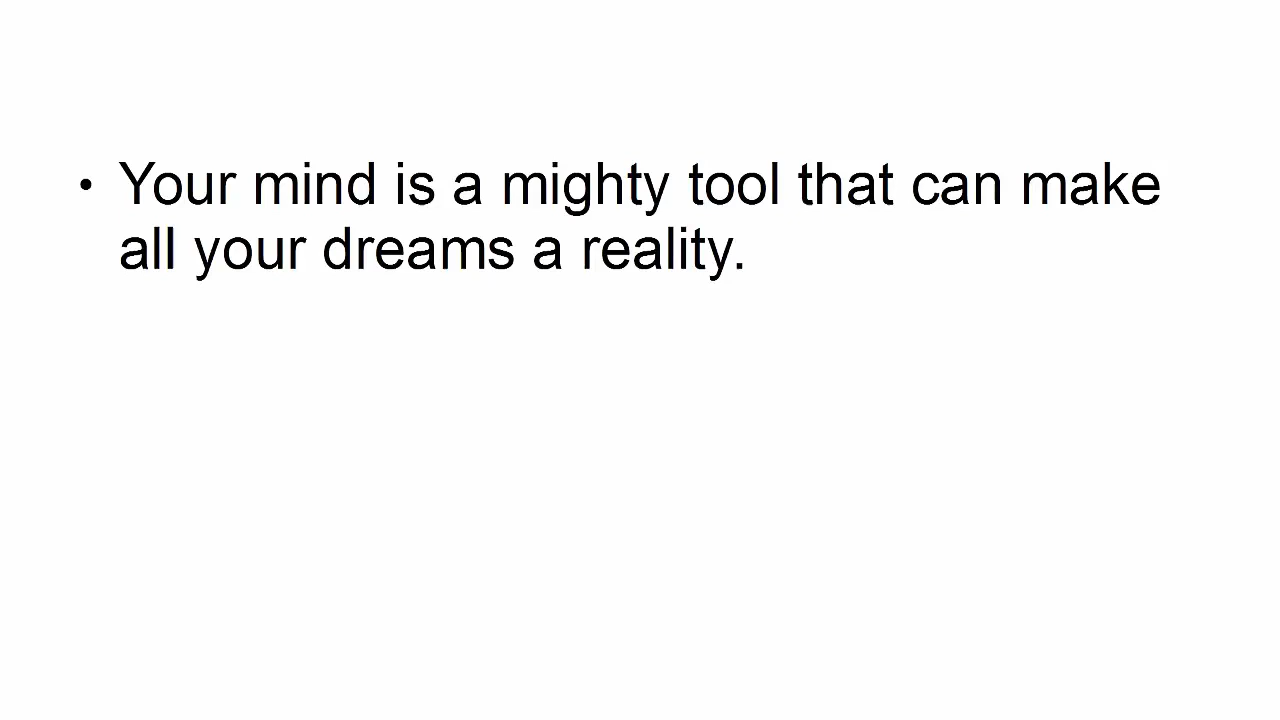 • Your mind is a mighty tool that can make
all your dreams a reality.